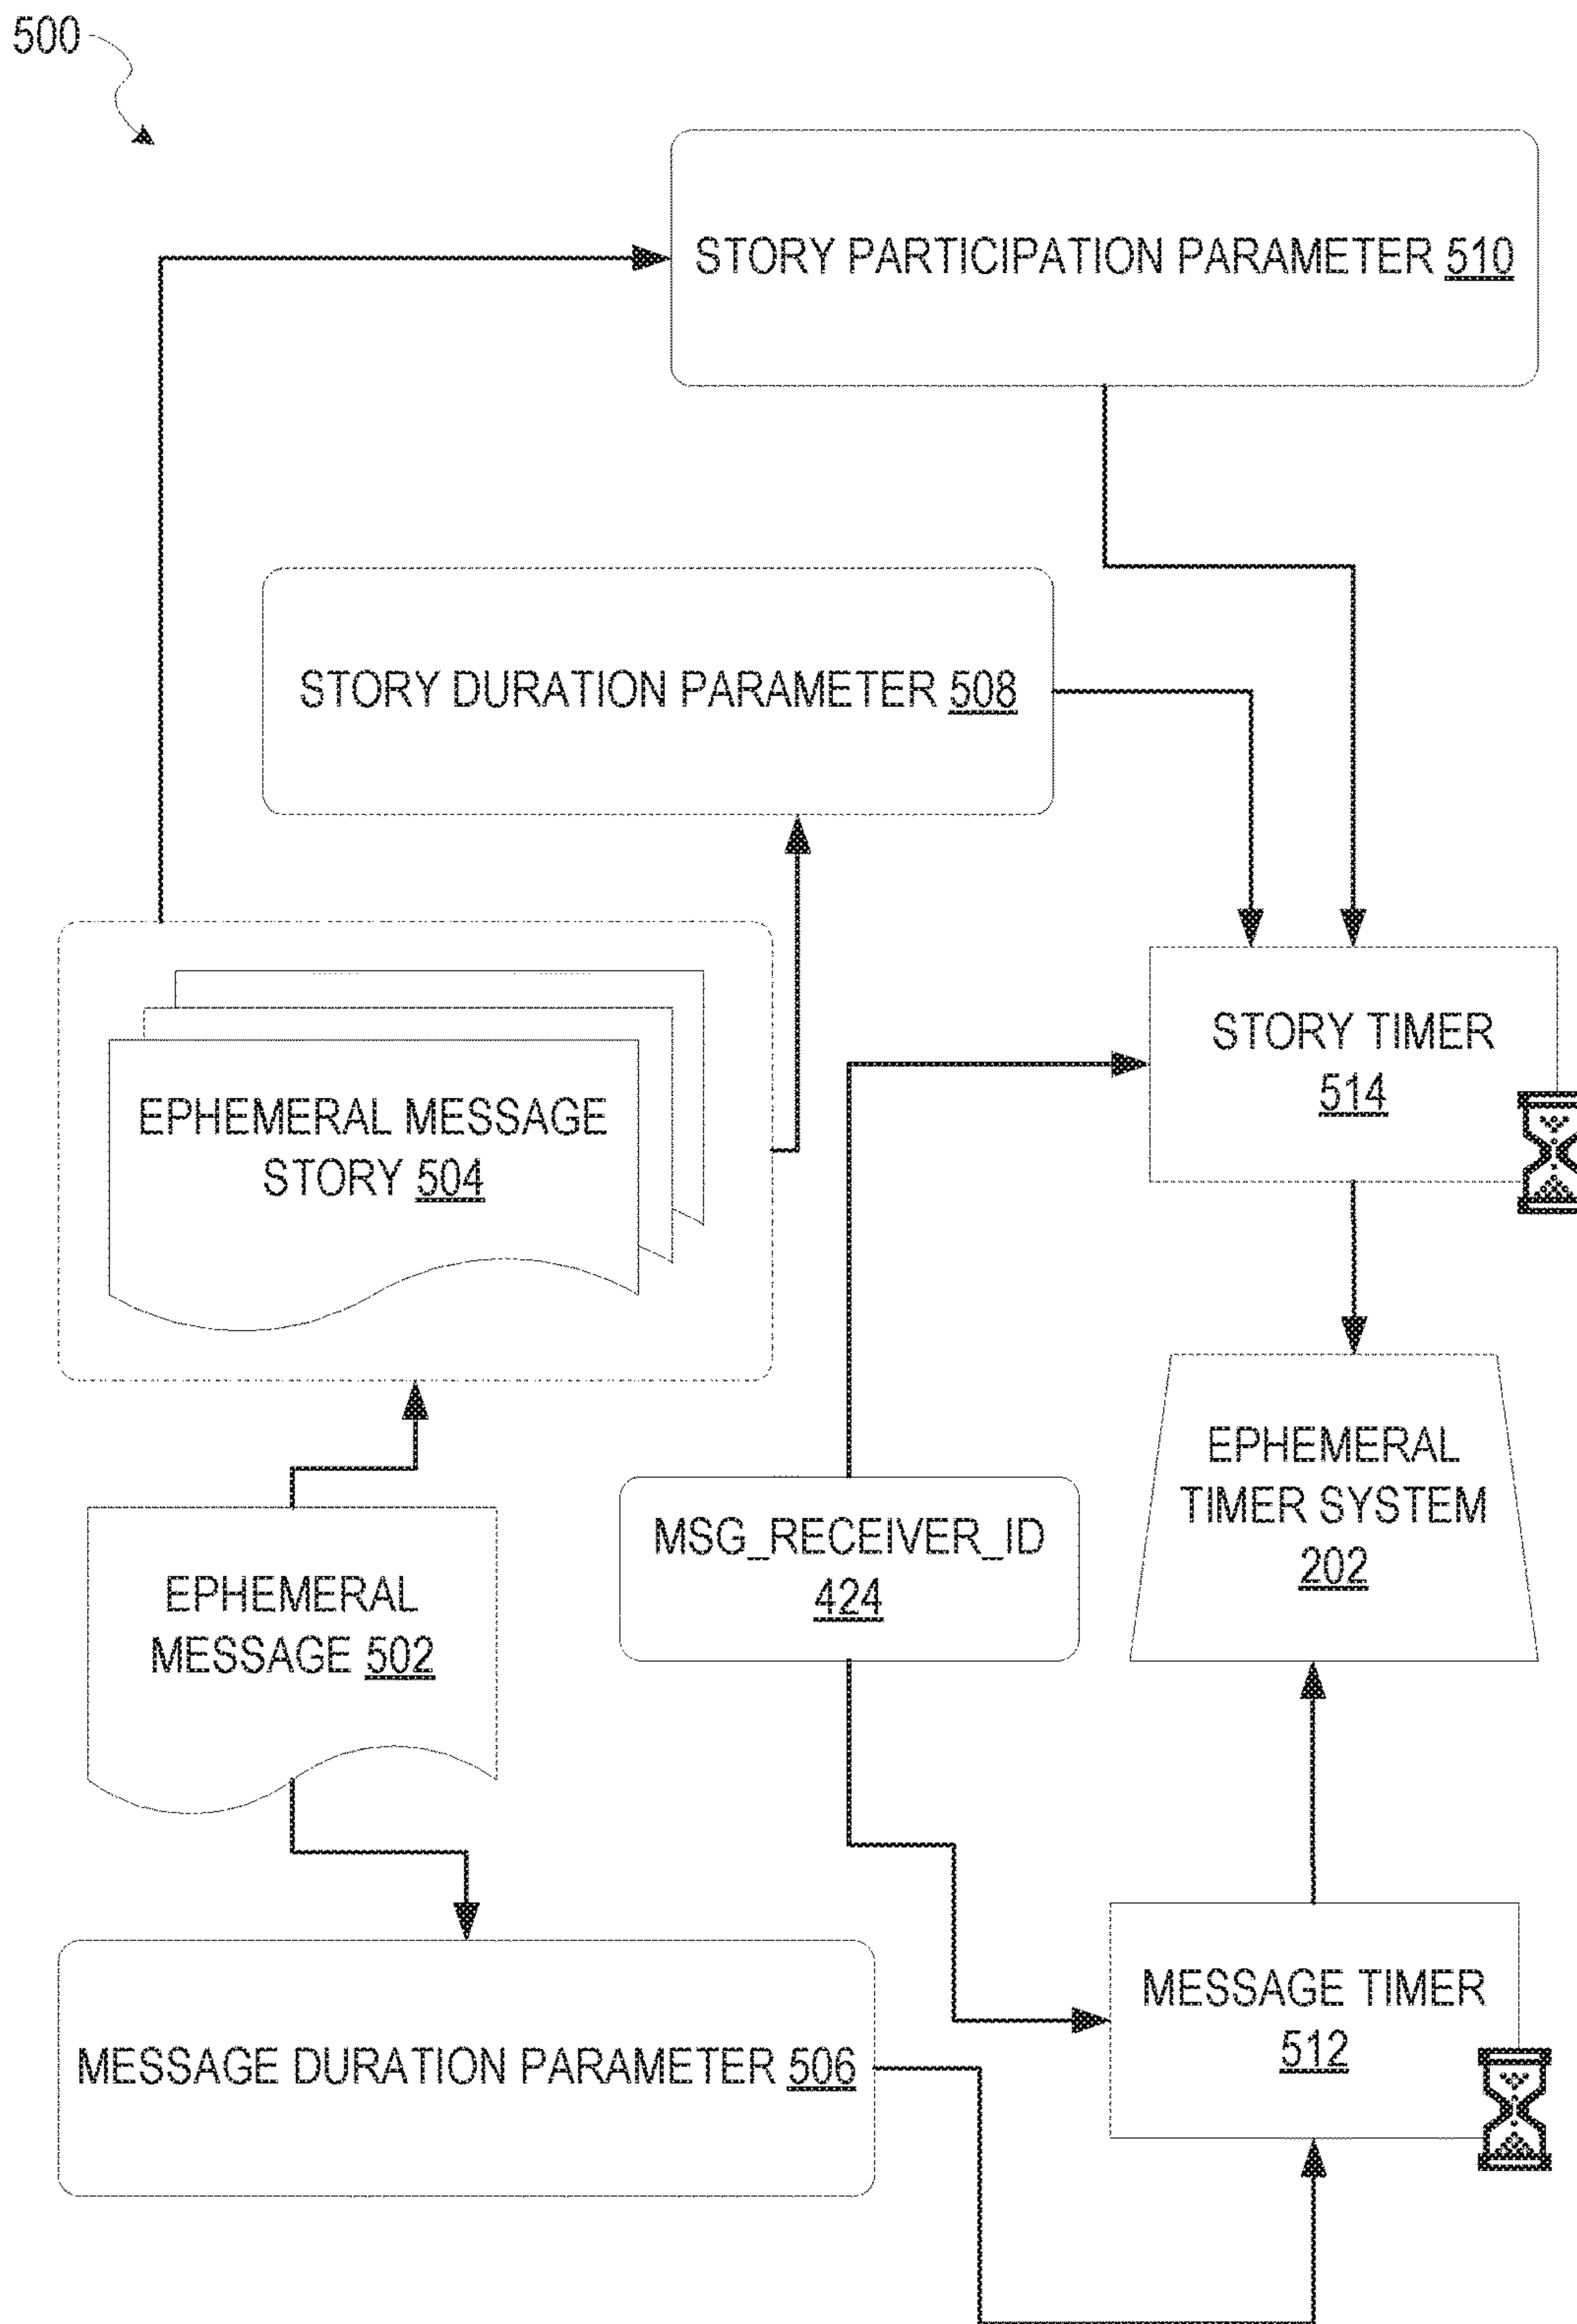 500
STORY PARTICIPATION PARAMETER 510
STORY DURATION PARAMETER 508
EPHEMERAL MESSAGE
STORY 504
STORY TIMER
514
EPHEMERAL
TIMER SYSTEM
202
MSG_RECEIVER_ID
424
EPHEMERAL
MESSAGE 502
MESSAGE TIMER
512
MESSAGE DURATION PARAMETER 506